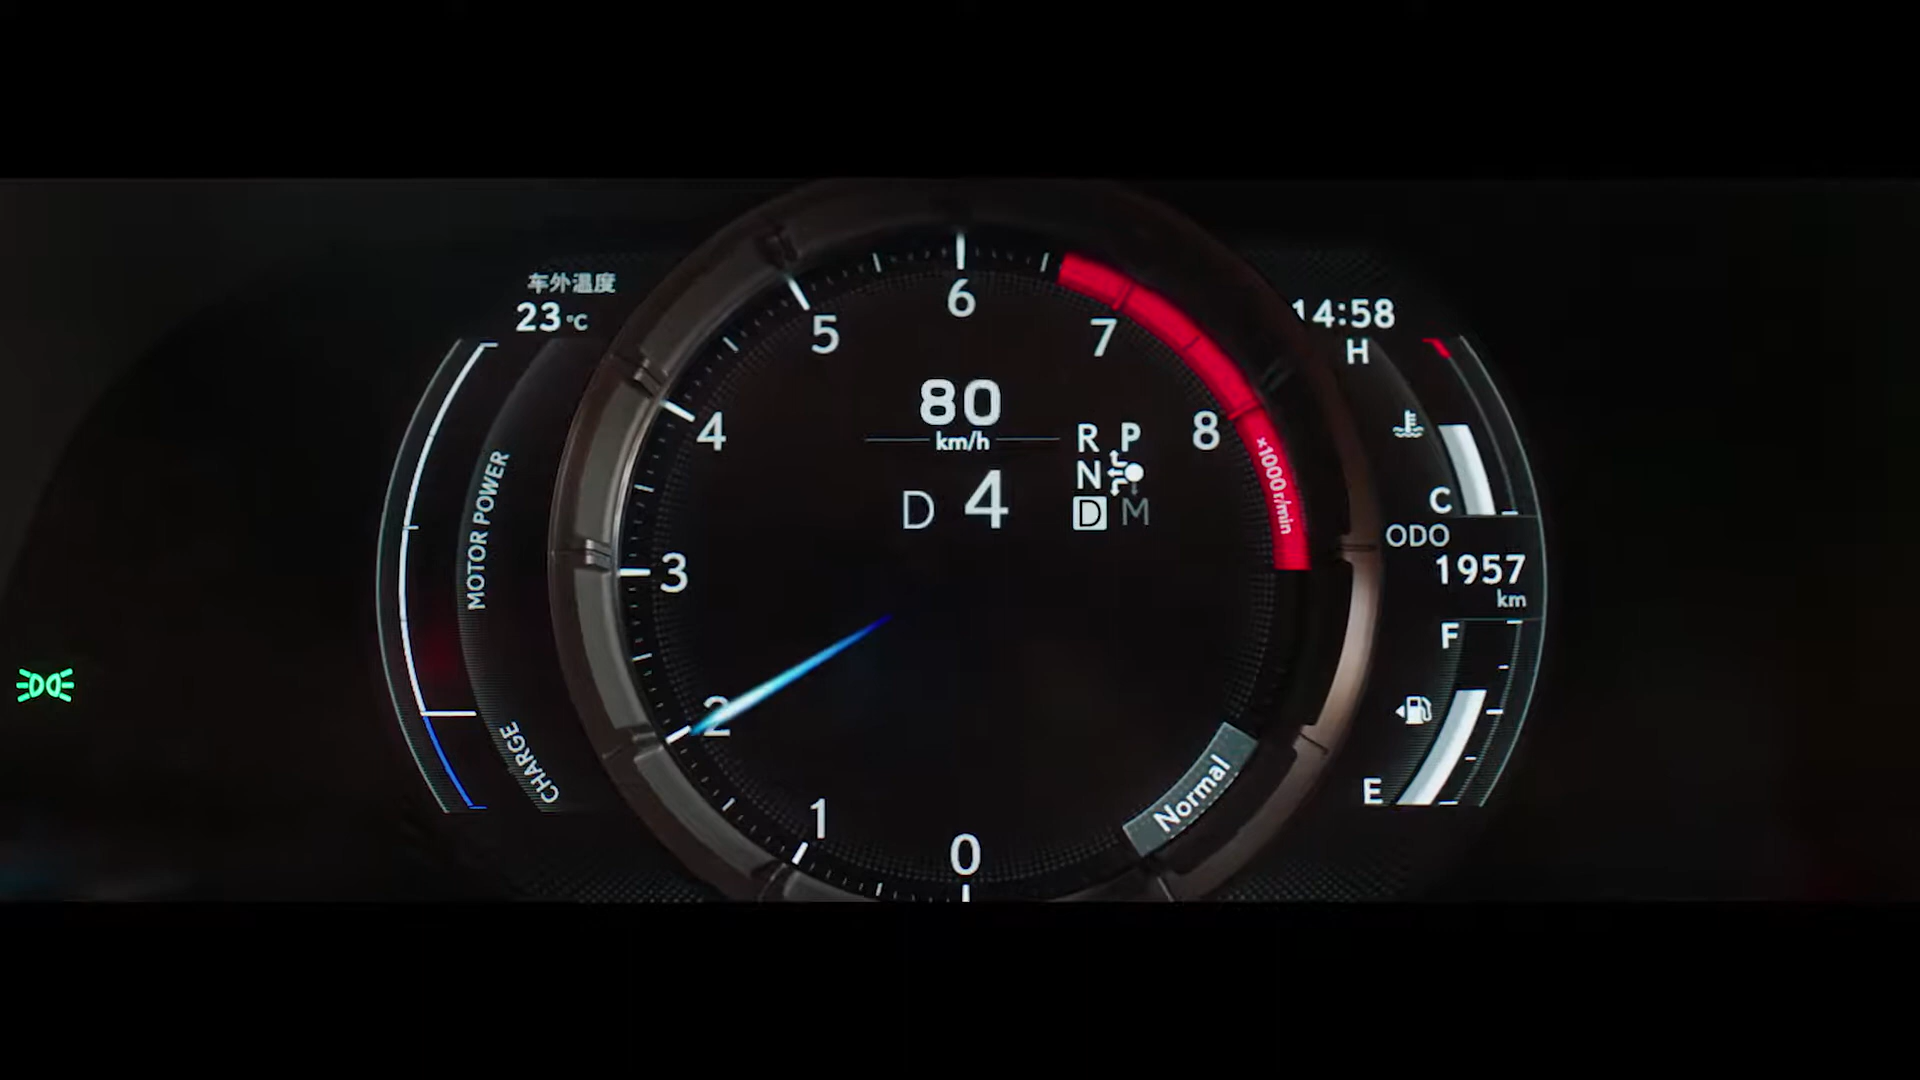 车外温度
23°C
MOTOR POWER
CHARGE
0
1
2
3
4
5
6
7
8
×1000r/min
80
km/h
D 4
R P
N
D M
Normal
14:58
H
C
ODO
1957
km
F
E